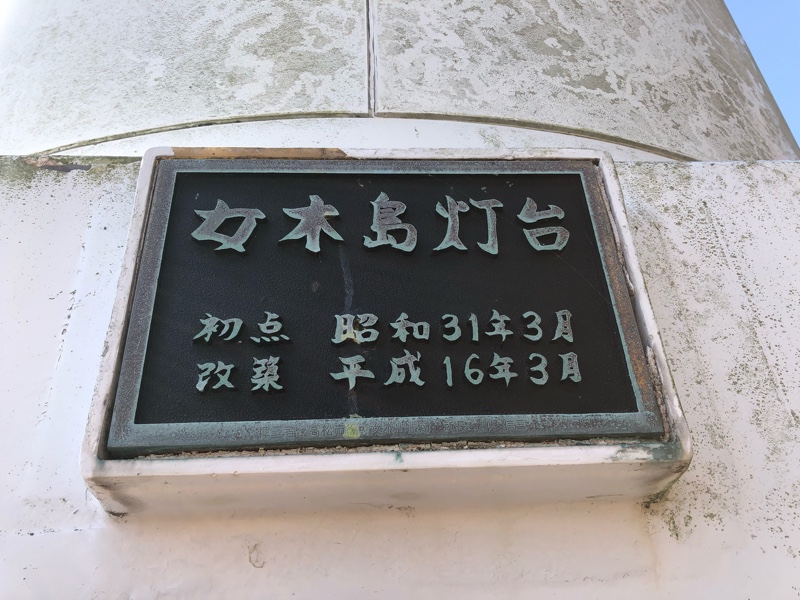 女木島灯台
初点 昭和31年3月
改築 平成16年3月